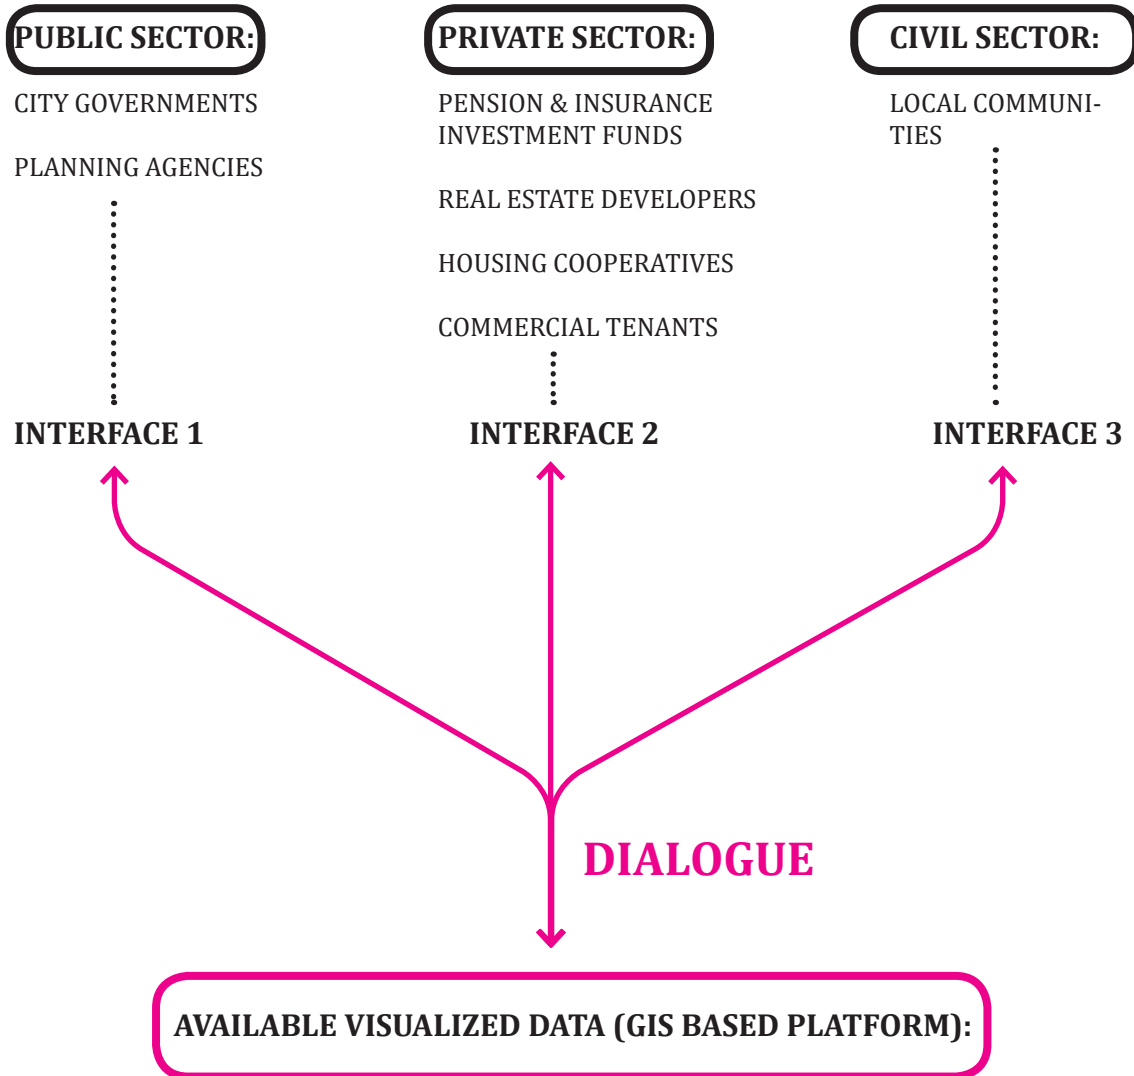 PUBLIC SECTOR:
CITY GOVERNMENTS
PLANNING AGENCIES
INTERFACE 1
PRIVATE SECTOR:
PENSION & INSURANCE
INVESTMENT FUNDS
REAL ESTATE DEVELOPERS
HOUSING COOPERATIVES
COMMERCIAL TENANTS
INTERFACE 2
CIVIL SECTOR:
LOCAL COMMUNI-
TIES
INTERFACE 3
DIALOGUE
AVAILABLE VISUALIZED DATA (GIS BASED PLATFORM):